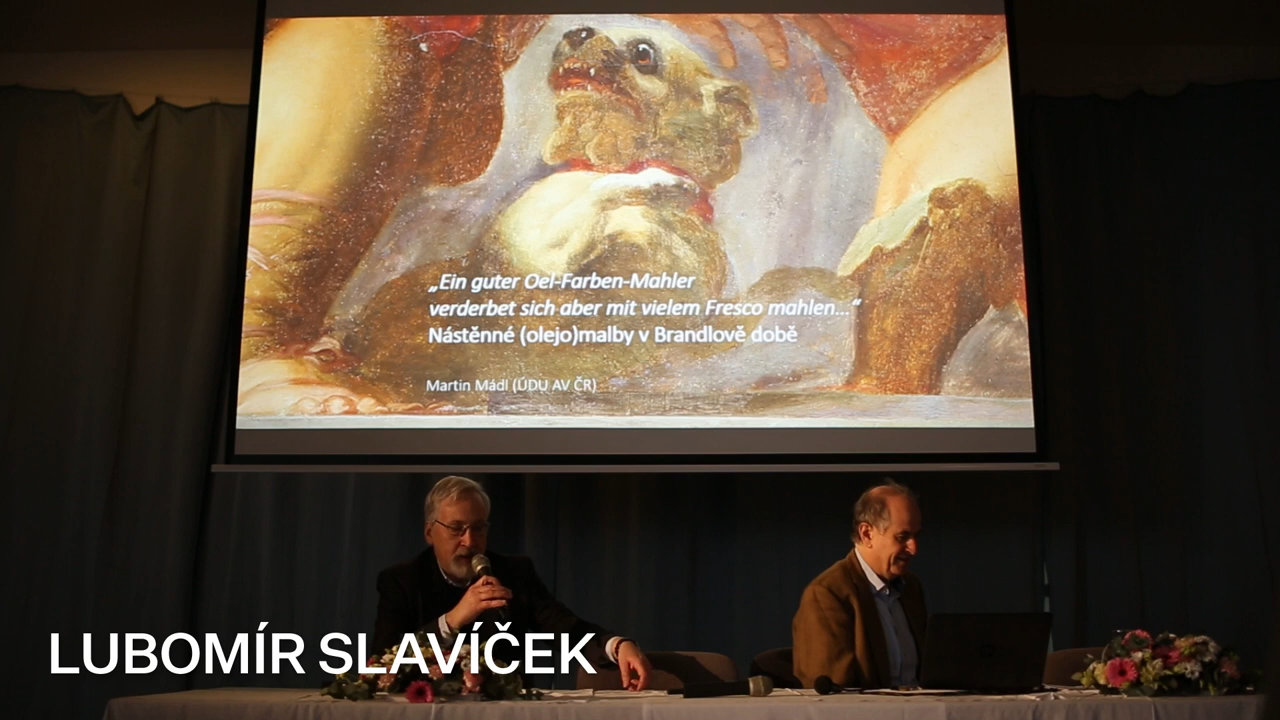 „Ein guter Oel-Farben-Mahler
verderbet sich aber mit vielem Fresco mahlen...“
Nástěnné (olejo)malby v Brandlově době
Martin Mádl (ÚDU AV ČR)
LUBOMÍR SLAVÍČEK